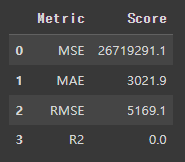 Metric Score
0 MSE 26719291.1
1 MAE 3021.9
2 RMSE 5169.1
3 R2 0.0